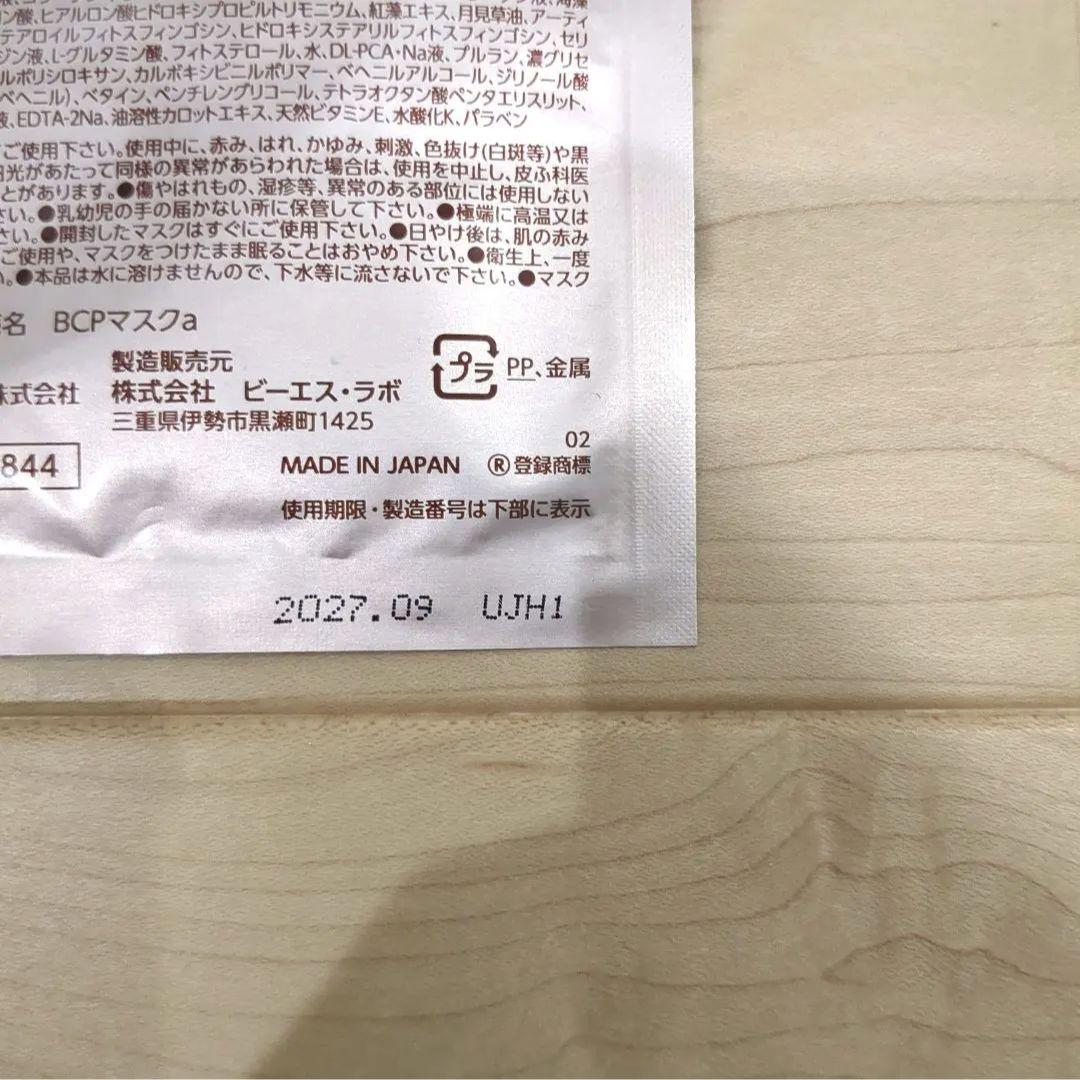 ン酸、ヒアルロン酸ヒドロキシプロピルトリモニウム、紅藻エキス、月見草油、アーティ
テアロイルフィトスフィンゴシン、ヒドロキシステアリルフィトスフィンゴシン、セリ
ジン液、L-グルタミン酸、フィトステロール、水、DL-PCA・Na液、プルラン、濃グリセ
ルポリシロキサン、カルボキシビニルポリマー、ベヘニルアルコール、ジリノール酸
ベヘニル)、ベタイン、ペンチレングリコール、テトラオクタン酸ペンタエリスリット、
液、EDTA-2Na、油溶性カロットエキス、天然ビタミンE、水酸化K、パラベン
ご使用下さい。使用中に、赤み、はれ、かゆみ、刺激、色抜け(白斑等)や黒
日光があたって同様の異常があらわれた場合は、使用を中止し、皮ふ科医
とがあります。●傷やはれもの、湿疹等、異常のある部位には使用しない
さい。●乳幼児の手の届かない所に保管して下さい。●極端に高温又は
さい。●開封したマスクはすぐにご使用下さい。●日やけ後は、肌の赤み
ご使用や、マスクをつけたまま眠ることはおやめ下さい。●衛生上、一度
い。●本品は水に溶けませんので、下水等に流さないで下さい。●マスク
名 BCPマスクa
製造販売元
株式会社 株式会社 ビーエス・ラボ
プラ PP、金属
三重県伊勢市黒瀬町1425
02
844
MADE IN JAPAN ®登録商標
使用期限・製造番号は下部に表示
2027.09 UJH1